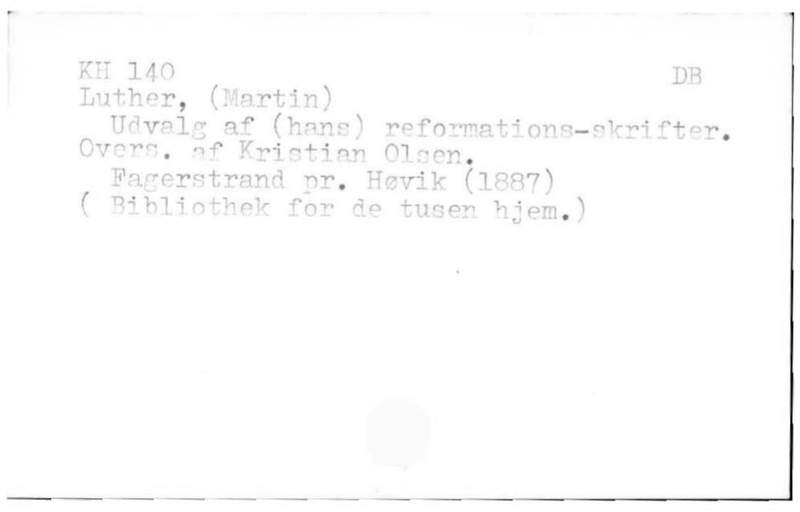 KH 140 DB
Luther, (Martin)
Udvalg af (hans) reformations-skrifter.
Overs. af Kristian Olsen.
Fagerstrand pr. Høvik (1887)
( Bibliothek for de tusen hjem.)